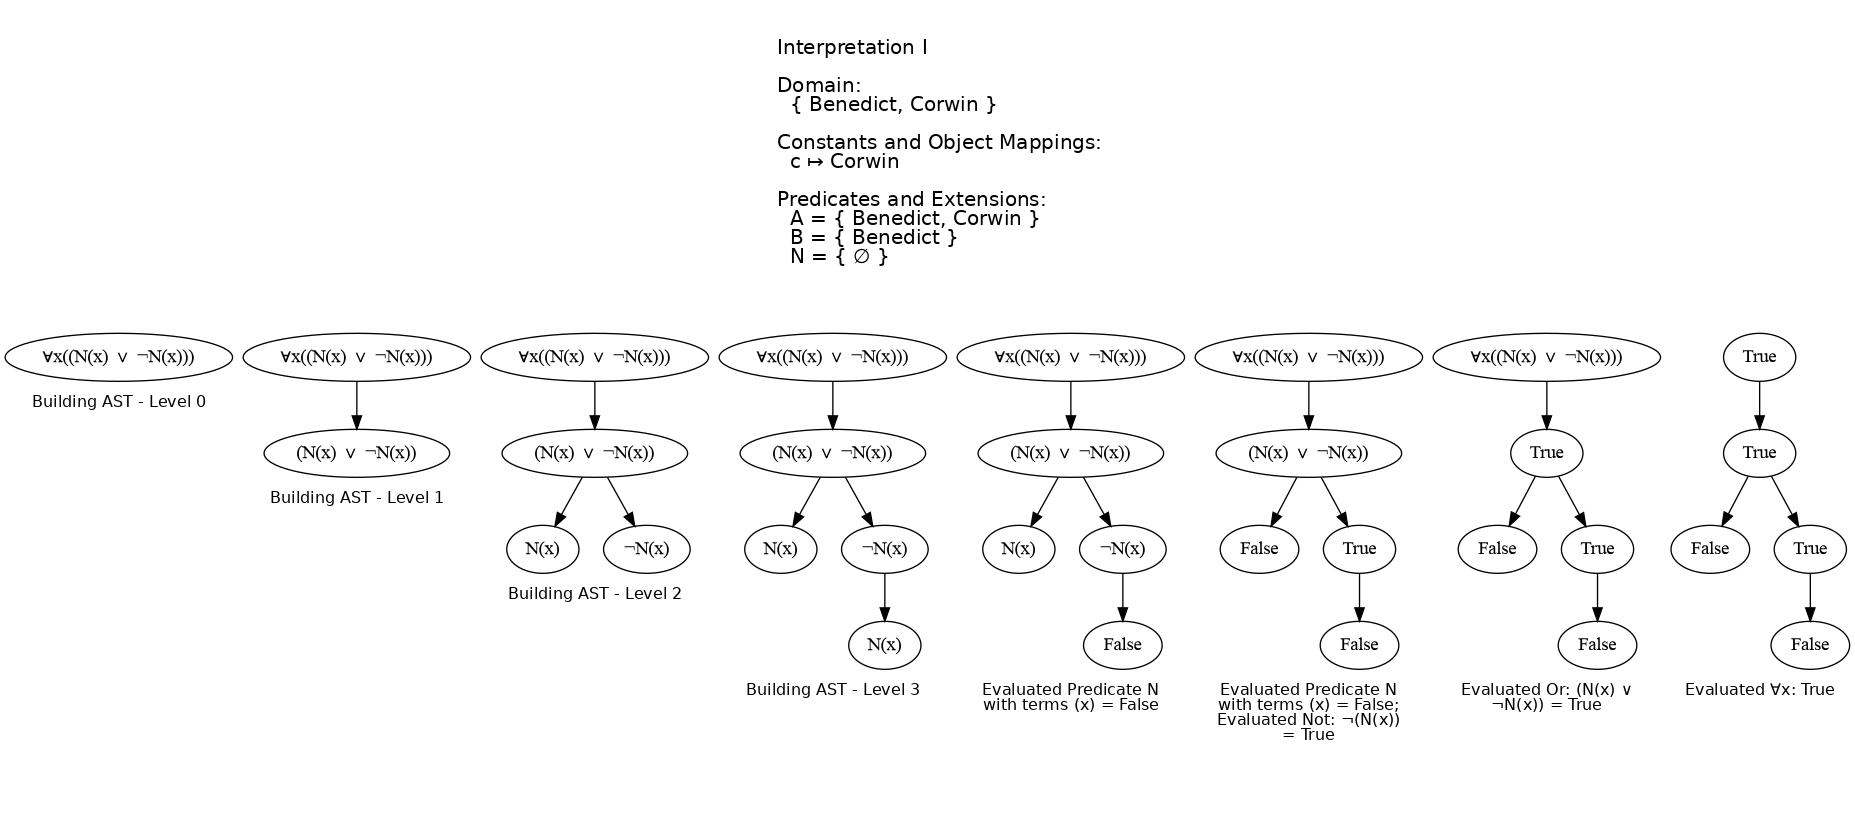 Interpretation I
Domain:
{ Benedict, Corwin }
Constants and Object Mappings:
c ↦ Corwin
Predicates and Extensions:
A = { Benedict, Corwin }
B = { Benedict }
N = { ∅ }
∀x((N(x) ∨ ¬N(x)))
Building AST - Level 0
∀x((N(x) ∨ ¬N(x)))
(N(x) ∨ ¬N(x))
Building AST - Level 1
∀x((N(x) ∨ ¬N(x)))
(N(x) ∨ ¬N(x))
N(x)
¬N(x)
Building AST - Level 2
∀x((N(x) ∨ ¬N(x)))
(N(x) ∨ ¬N(x))
N(x)
¬N(x)
N(x)
Building AST - Level 3
∀x((N(x) ∨ ¬N(x)))
(N(x) ∨ ¬N(x))
N(x)
¬N(x)
False
Evaluated Predicate N
with terms (x) = False
∀x((N(x) ∨ ¬N(x)))
(N(x) ∨ ¬N(x))
False
True
False
Evaluated Predicate N
with terms (x) = False;
Evaluated Not: ¬(N(x))
= True
∀x((N(x) ∨ ¬N(x)))
True
False
True
False
Evaluated Or: (N(x) ∨
¬N(x)) = True
True
True
False
True
False
Evaluated ∀x: True